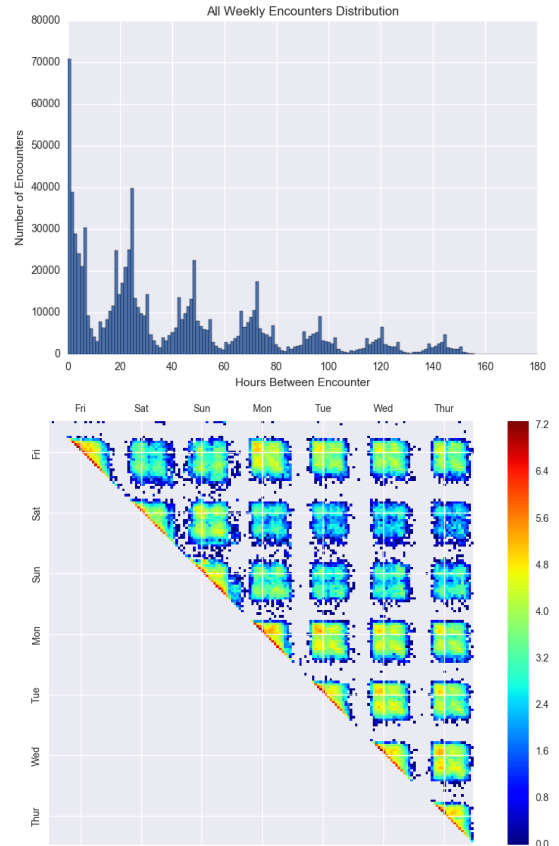 All Weekly Encounters Distribution
80000
70000
60000
50000
40000
30000
20000
10000
0
Number of Encounters
0 20 40 60 80 100 120 140 160 180
Hours Between Encounter
Fri Sat Sun Mon Tue Wed Thur
Fri
Sat
Sun
Mon
Tue
Wed
Thur
7.2
6.4
5.6
4.8
4.0
3.2
2.4
1.6
0.8
0.0